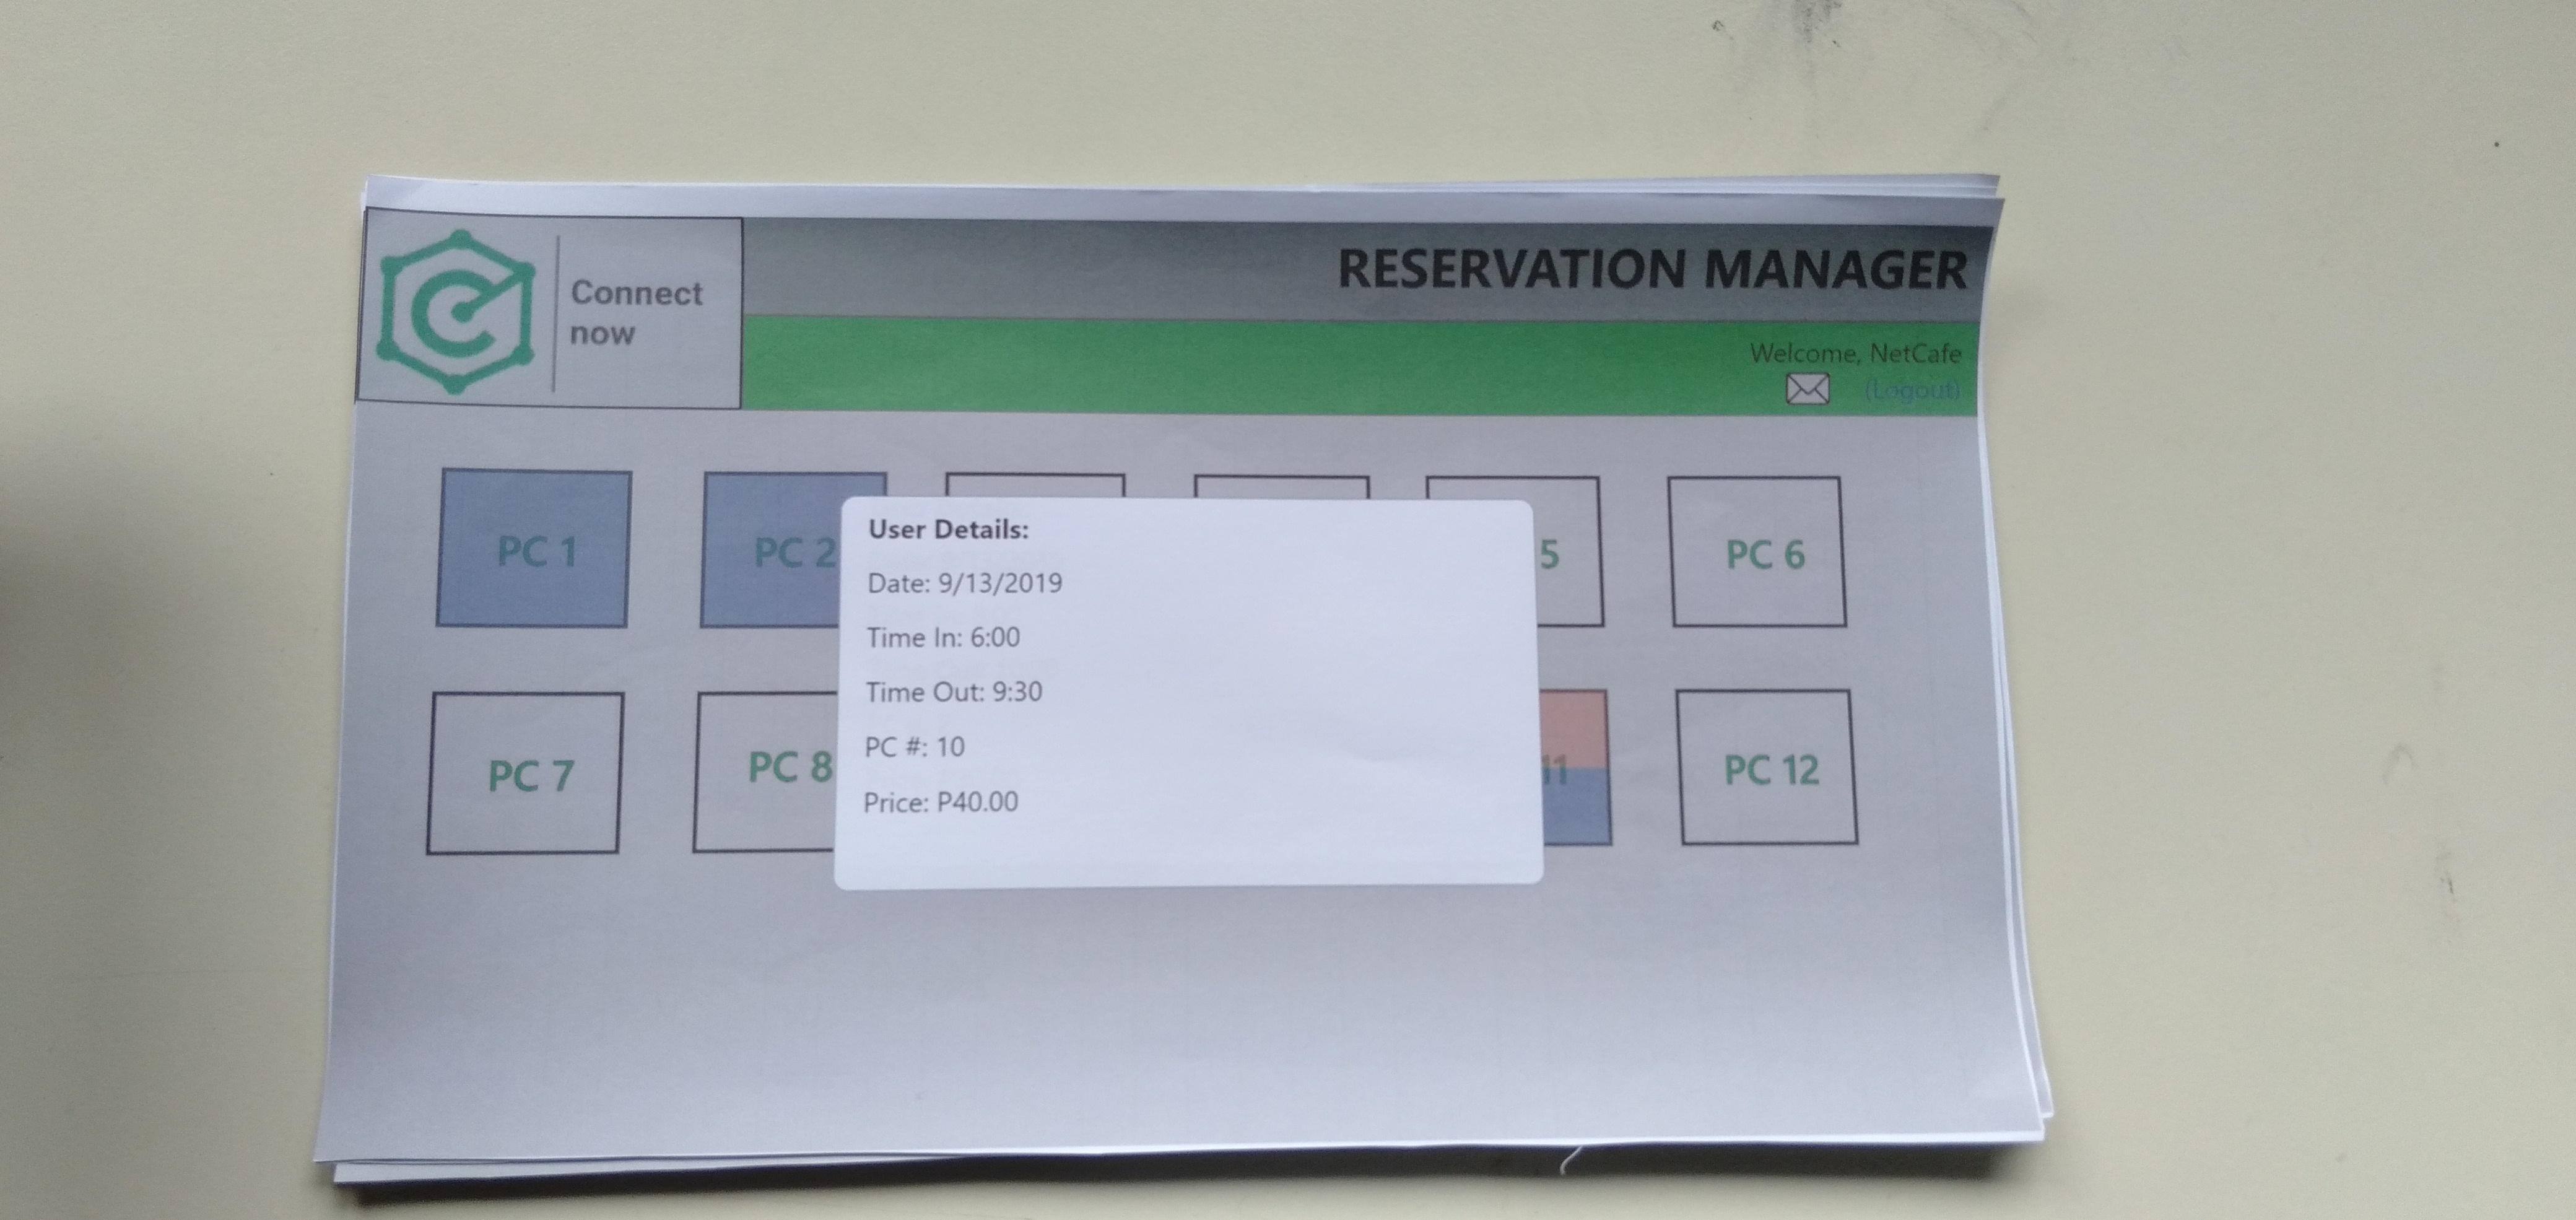 Connect
now
RESERVATION MANAGER
Welcome, NetCafe
(Logout)
PC 1
PC 2
5
PC 6
User Details:
Date: 9/13/2019
Time In: 6:00
Time Out: 9:30
PC #: 10
Price: P40.00
PC 7
PC 8
11
PC 12